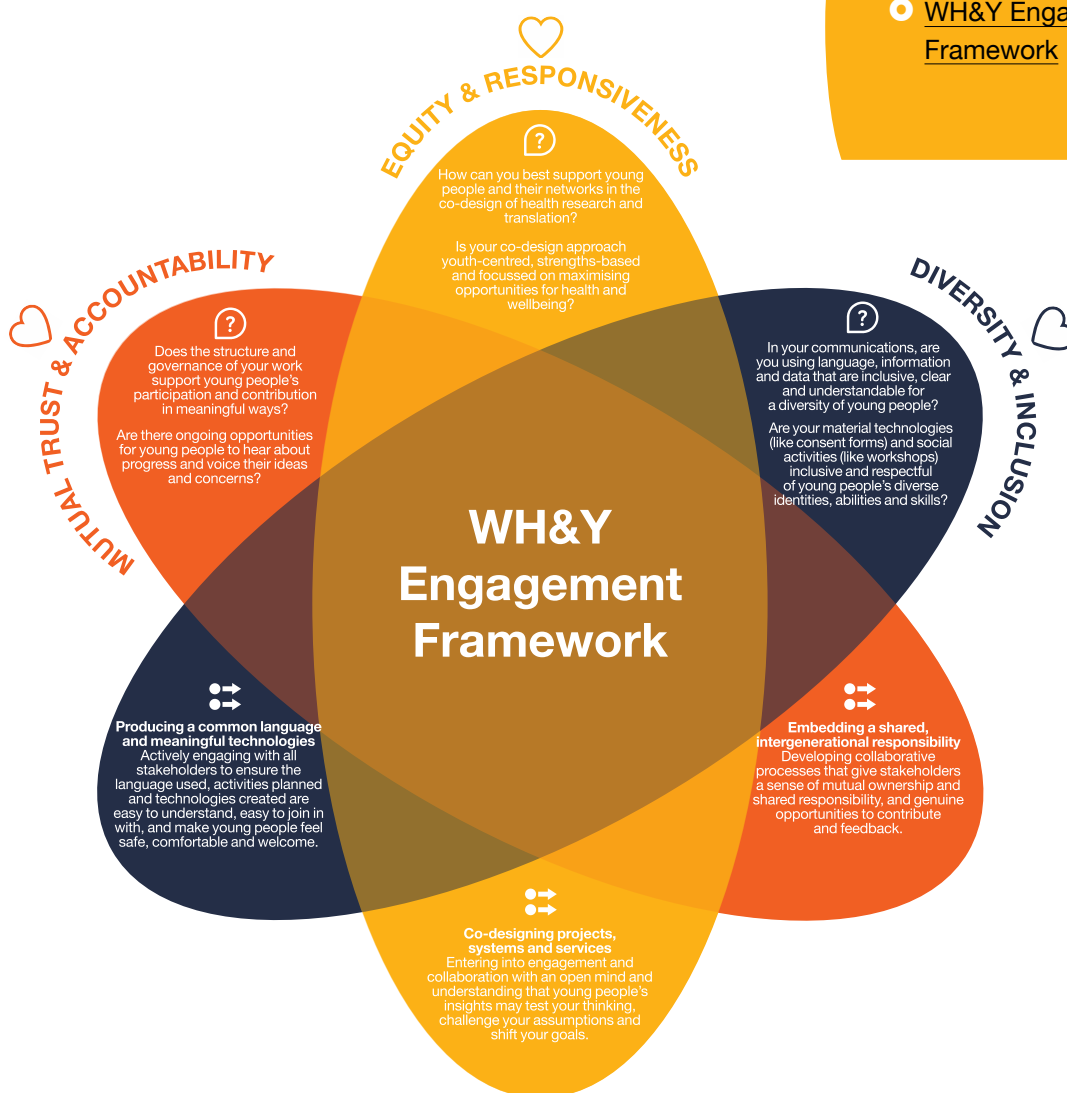 WH&Y Enga
Framework
EQUITY & RESPONSIVENESS
?
How can you best support young
people and their networks in the
co-design of health research and
translation?
Is your co-design approach
youth-centred, strengths-based
and focussed on maximising
opportunities for health and
wellbeing?
MUTUAL TRUST & ACCOUNTABILITY
?
Does the structure and
governance of your work
support young people's
participation and contribution
in meaningful ways?
Are there ongoing opportunities
for young people to hear about
progress and voice their ideas
and concerns?
DIVERSITY & INCLUSION
?
In your communications, are
you using language, information
and data that are inclusive, clear
and understandable for
a diversity of young people?
Are your material technologies
(like consent forms) and social
activities (like workshops)
inclusive and respectful
of young people's diverse
identities, abilities and skills?
WH&Y
Engagement
Framework
Producing a common language
and meaningful technologies
Actively engaging with all
stakeholders to ensure the
language used, activities planned
and technologies created are
easy to understand, easy to join in
with, and make young people feel
safe, comfortable and welcome.
Embedding a shared,
intergenerational responsibility
Developing collaborative
processes that give stakeholders
a sense of mutual ownership and
shared responsibility, and genuine
opportunities to contribute
and feedback.
Co-designing projects,
systems and services
Entering into engagement and
collaboration with an open mind and
understanding that young people's
insights may test your thinking,
challenge your assumptions and
shift your goals.